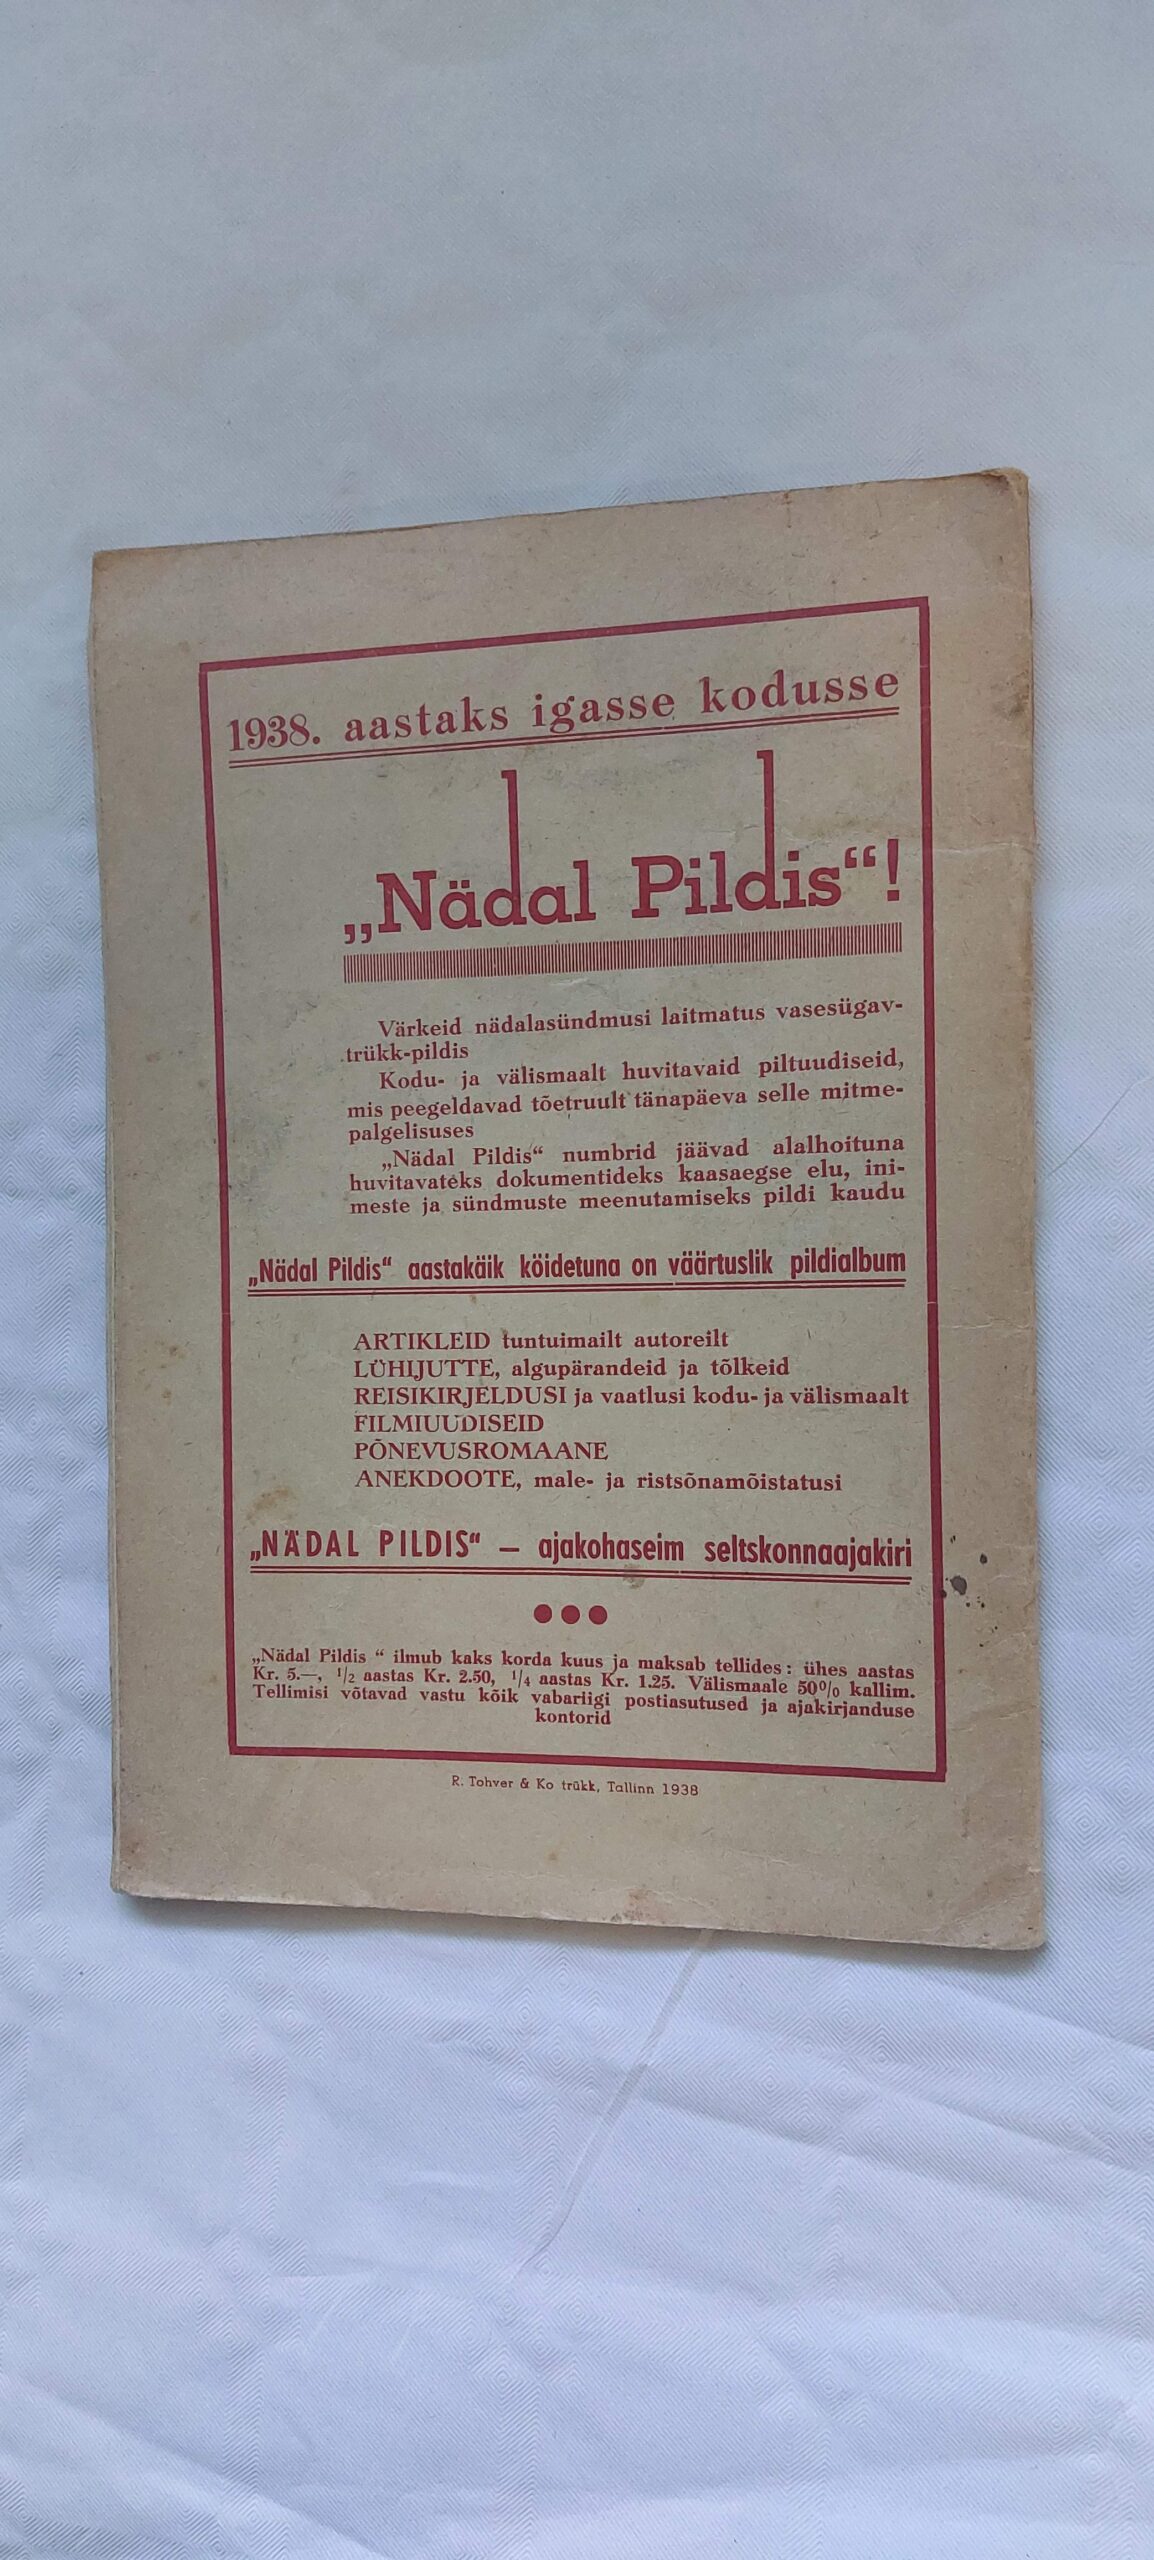 1938. aastaks igasse kodusse
„Nädal Pildis“!
Värkeid nädalasündmusi laitmatus vasesügav-
trükk-pildis
Kodu- ja välismaalt huvitavaid piltuudiseid,
mis peegeldavad tõetruult tänapäeva selle mitme-
palgelisuses
„Nädal Pildis“ numbrid jäävad alalhoituna
huvitavateks dokumentideks kaasaegse elu, ini-
meste ja sündmuste meenutamiseks pildi kaudu
„Nädal Pildis“ aastakäik köidetuna on väärtuslik pildialbum
ARTIKLEID tuntuimailt autoreilt
LÜHIJUTTE, algupärandeid ja tõlkeid
REISIKIRJELDUSI ja vaatlusi kodu- ja välismaalt
FILMIUUDISEID
PÕNEVUSROMAANE
ANEKDOOTE, male- ja ristsõnamõistatusi
„NÄDAL PILDIS“ — ajakohaseim seltskonnaajakiri
„Nädal Pildis “ ilmub kaks korda kuus ja maksab tellides: ühes aastas
Kr. 5.—, 1/2 aastas Kr. 2.50, 1/4 aastas Kr. 1.25. Välismaale 50% kallim.
Tellimisi võtavad vastu kõik vabariigi postiasutused ja ajakirjanduse
kontorid
R. Tohver & Ko trükk, Tallinn 1938